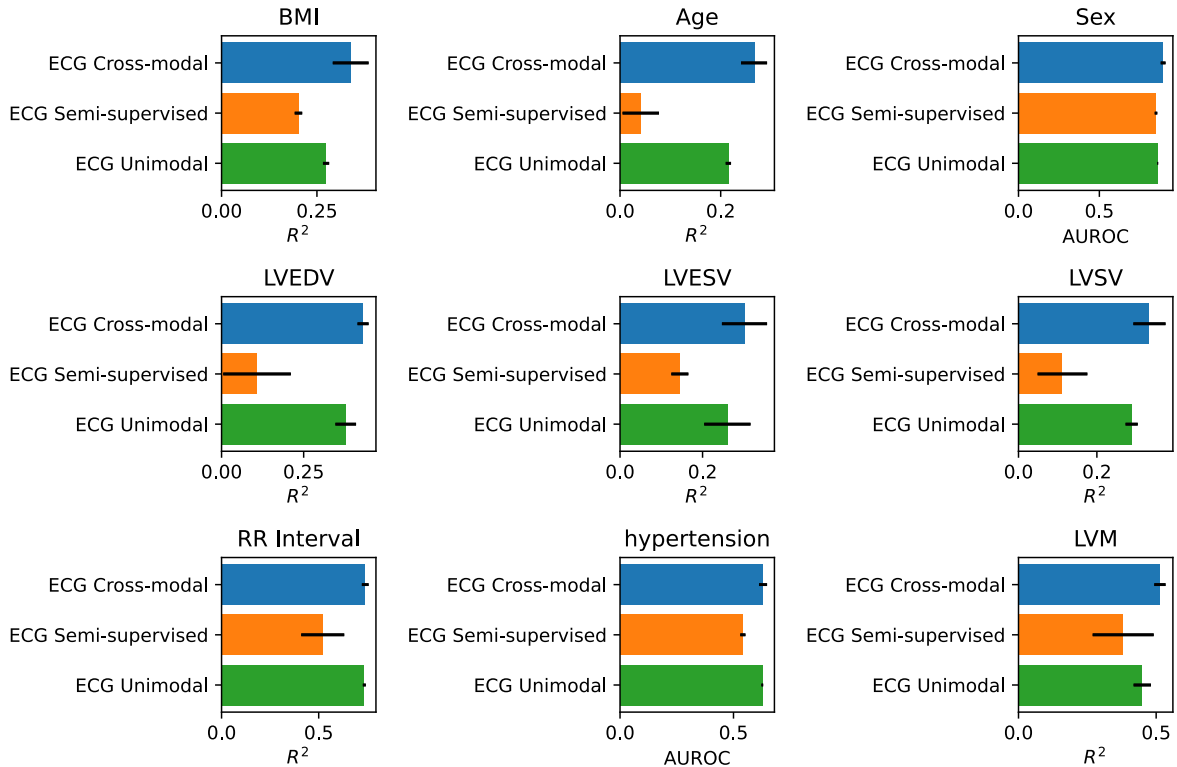 BMI
ECG Cross-modal
ECG Semi-supervised
ECG Unimodal
0.00 0.25
R²
Age
ECG Cross-modal
ECG Semi-supervised
ECG Unimodal
0.0 0.2
R²
Sex
ECG Cross-modal
ECG Semi-supervised
ECG Unimodal
0.0 0.5
AUROC
LVEDV
ECG Cross-modal
ECG Semi-supervised
ECG Unimodal
0.00 0.25
R²
LVESV
ECG Cross-modal
ECG Semi-supervised
ECG Unimodal
0.0 0.2
R²
LVSV
ECG Cross-modal
ECG Semi-supervised
ECG Unimodal
0.0 0.2
R²
RR Interval
ECG Cross-modal
ECG Semi-supervised
ECG Unimodal
0.0 0.5
R²
hypertension
ECG Cross-modal
ECG Semi-supervised
ECG Unimodal
0.0 0.5
AUROC
LVM
ECG Cross-modal
ECG Semi-supervised
ECG Unimodal
0.0 0.5
R²